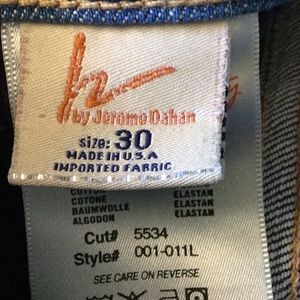 by Jerome Dahan
size: 30
MADE IN U.S.A
IMPORTED FABRIC
COTONE
BAUMWOLLE
ALGODON
ELASTAN
ELASTAN
ELASTAN
Cut# 5534
Style# 001-011L
SEE CARE ON REVERSE